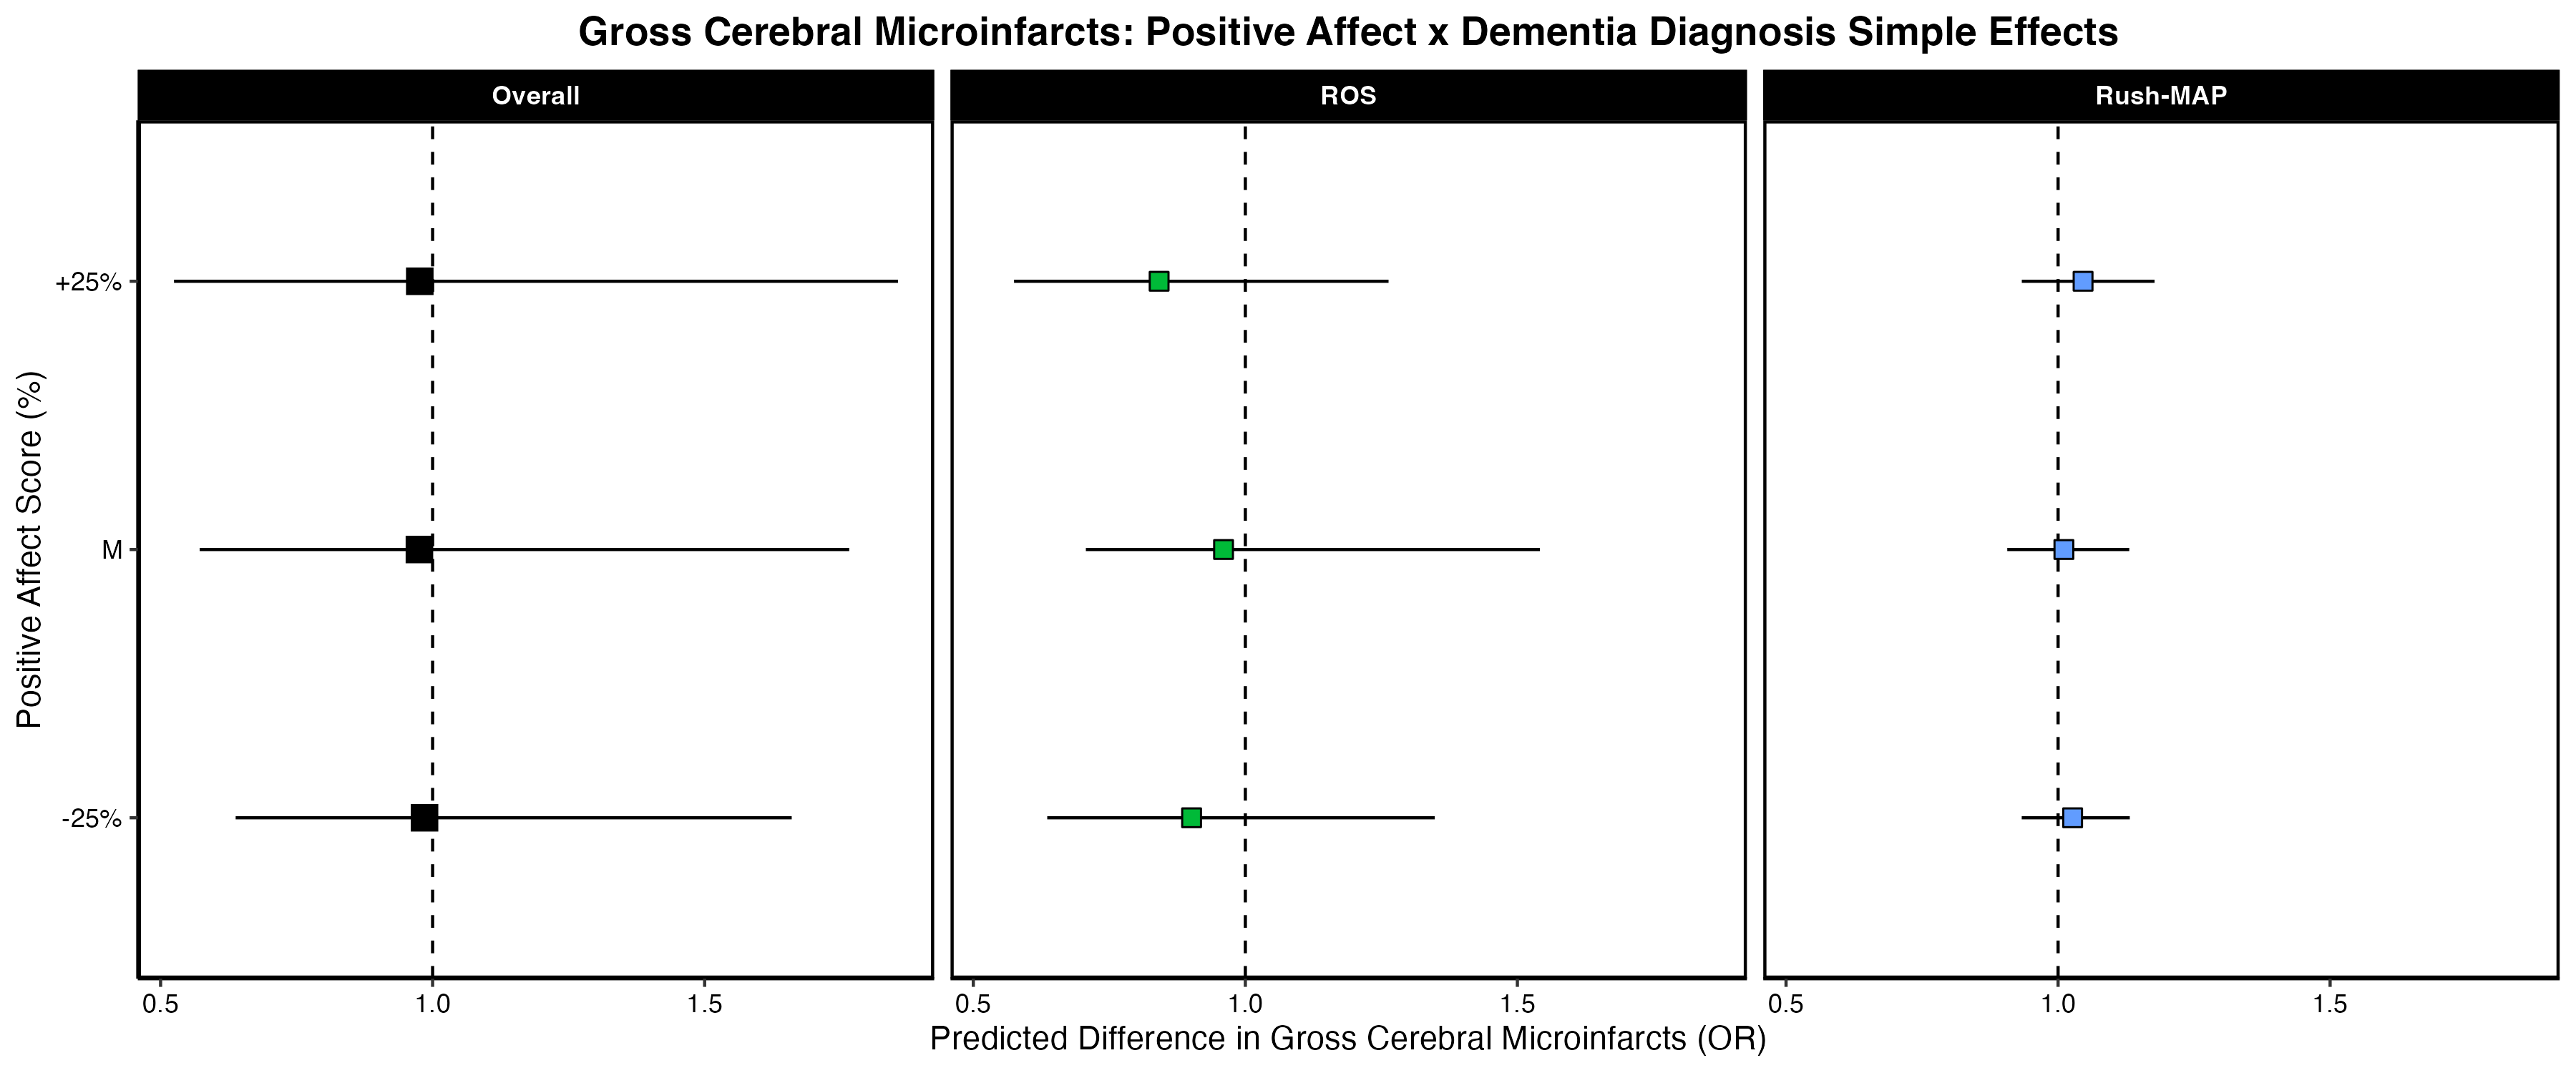 Gross Cerebral Microinfarcts: Positive Affect x Dementia Diagnosis Simple Effects
Overall
ROS
Rush-MAP
Positive Affect Score (%)
+25%
M
-25%
0.5 1.0 1.5
0.5 1.0 1.5
0.5 1.0 1.5
Predicted Difference in Gross Cerebral Microinfarcts (OR)